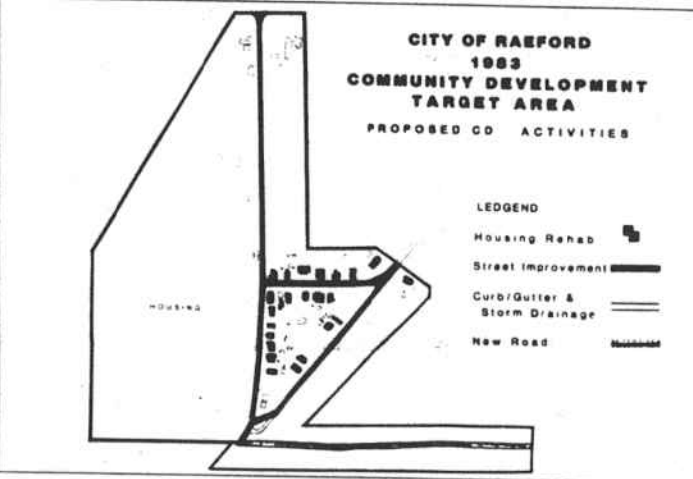 CITY OF RAEFORD
1983
COMMUNITY DEVELOPMENT
TARGET AREA
PROPOSED CD ACTIVITIES
LEDGEND
Housing Rehab
Street Improvement
Curb/Gutter &
Storm Drainage
New Road
HOUSING